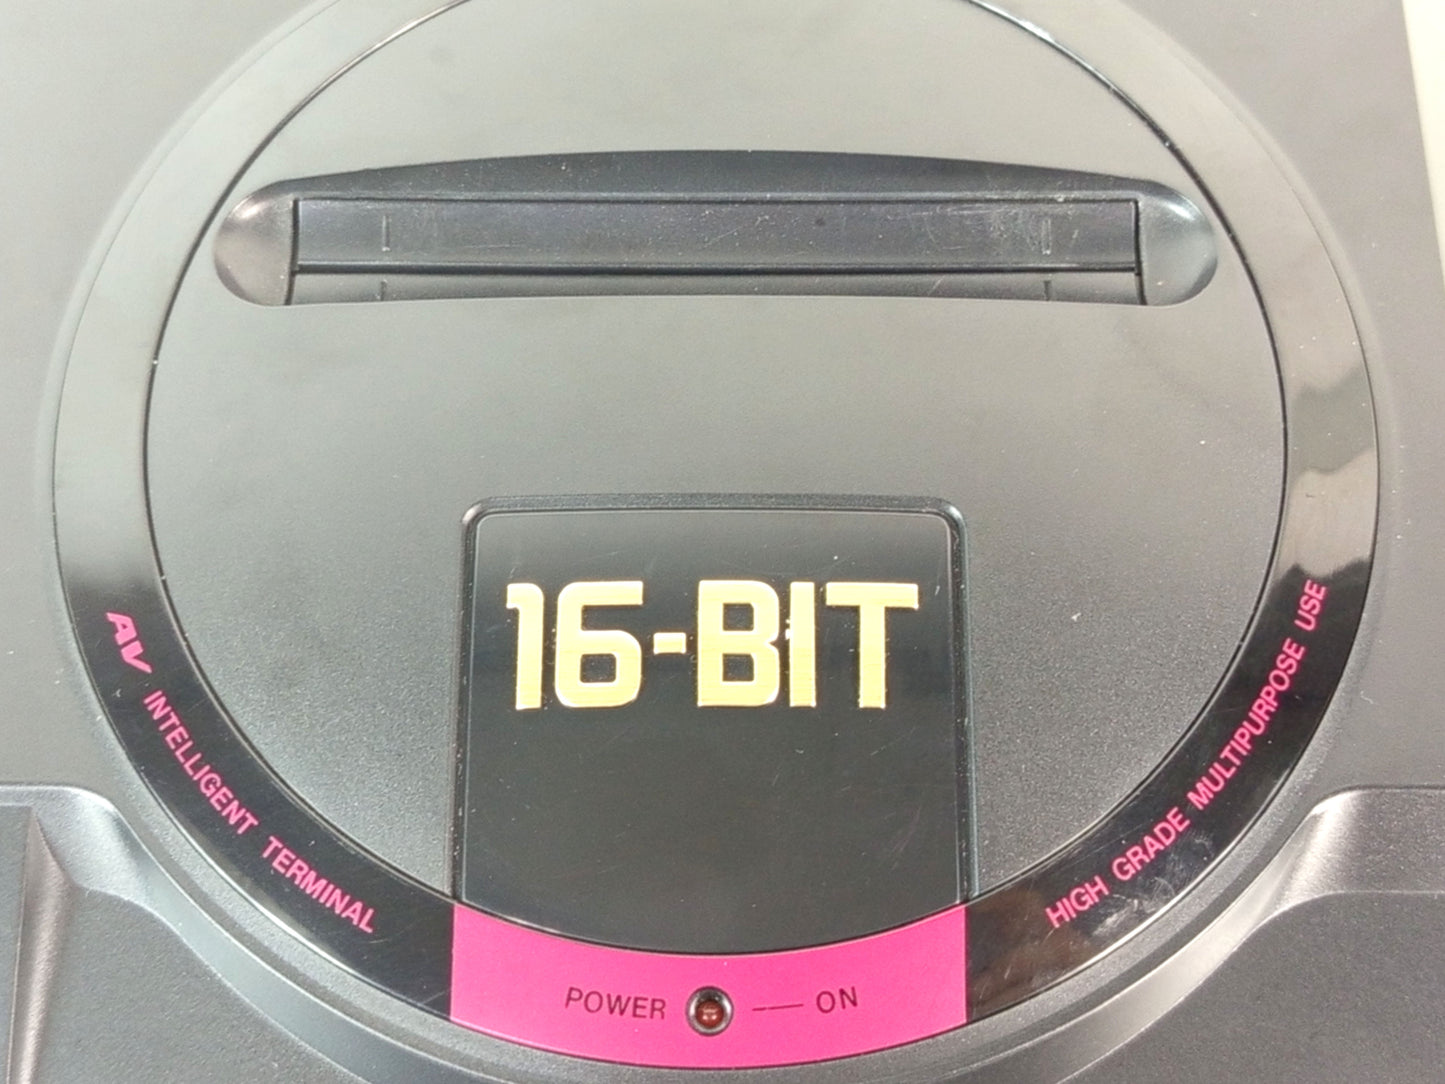 16-BIT
AV INTELLIGENT TERMINAL
HIGH GRADE MULTIPURPOSE USE
POWER — ON